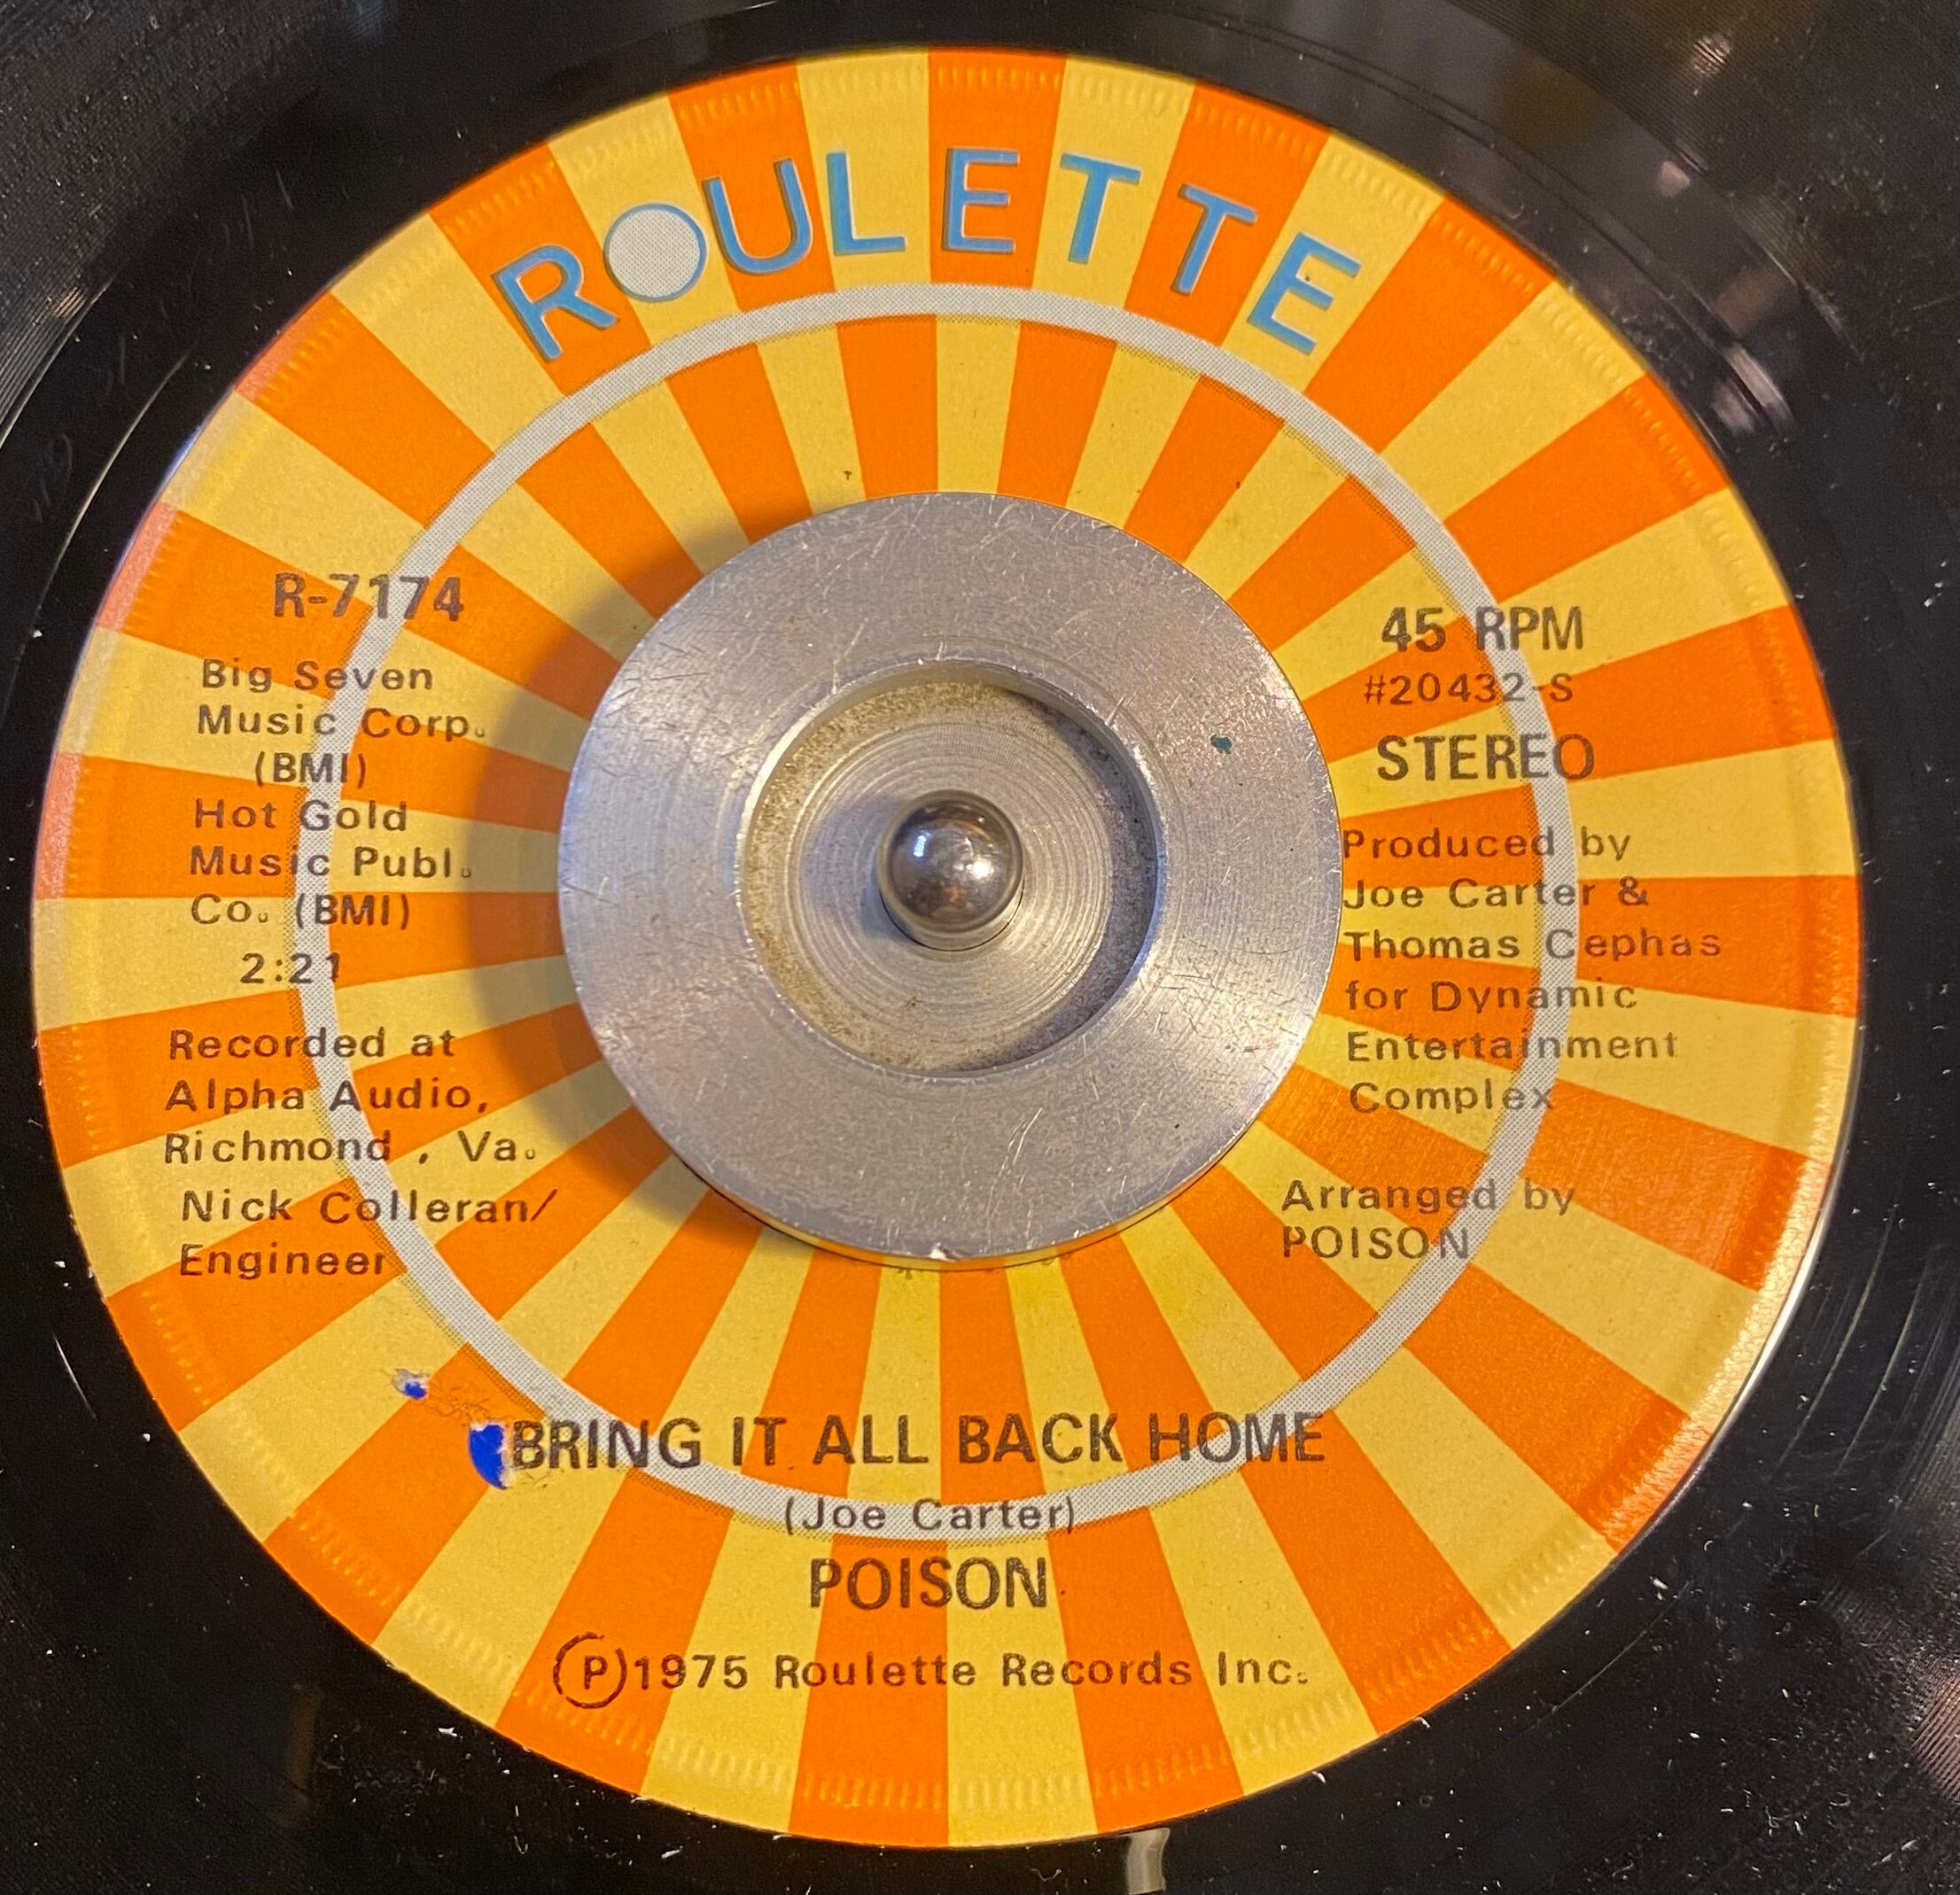 ROULETTE
R-7174
Big Seven
Music Corp.
(BMI)
Hot Gold
Music Publ.
Co. (BMI)
2:21
Recorded at
Alpha Audio,
Richmond , Va.
Nick Colleran/
Engineer
45 RPM
#20432-S
STEREO
Produced by
Joe Carter &
Thomas Cephas
for Dynamic
Entertainment
Complex
Arranged by
POISON
BRING IT ALL BACK HOME
(Joe Carter)
POISON
Ⓟ1975 Roulette Records Inc.